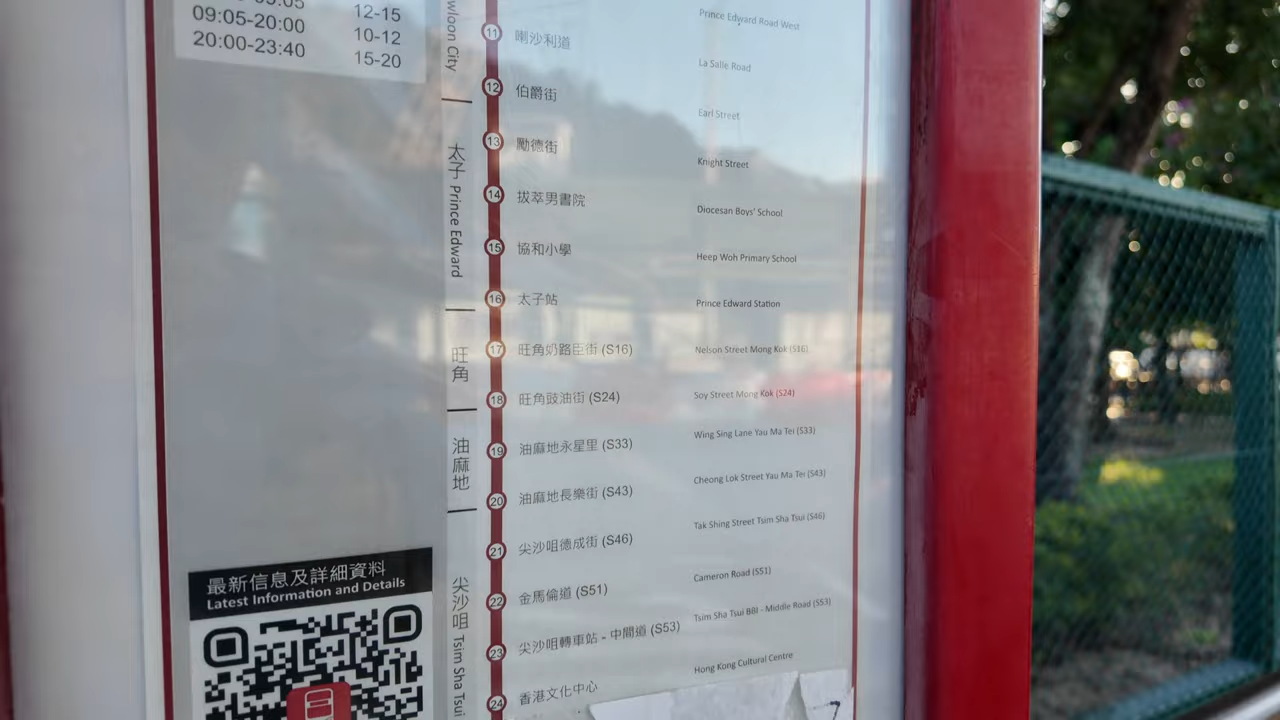 12-15
09:05-20:00 10-12
20:00-23:40 15-20
Prince Edward Road West
11 喇沙利道 La Salle Road
12 伯爵街 Earl Street
13 勵德街 Knight Street
太子 Prince Edward
14 拔萃男書院 Diocesan Boys' School
15 協和小學 Heep Woh Primary School
16 太子站 Prince Edward Station
旺角
17 旺角奶路臣街 (S16) Nelson Street Mong Kok (S16)
18 旺角豉油街 (S24) Soy Street Mong Kok (S24)
油麻地
19 油麻地永星里 (S33) Wing Sing Lane Yau Ma Tei (S33)
20 油麻地長樂街 (S43) Cheong Lok Street Yau Ma Tei (S43)
尖沙咀 Tsim Sha Tsui
21 尖沙咀德成街 (S46) Tak Shing Street Tsim Sha Tsui (S46)
22 金馬倫道 (S51) Cameron Road (S51)
23 尖沙咀轉車站 - 中間道 (S53) Tsim Sha Tsui BBI - Middle Road (S53)
24 香港文化中心 Hong Kong Cultural Centre
最新信息及詳細資料
Latest Information and Details